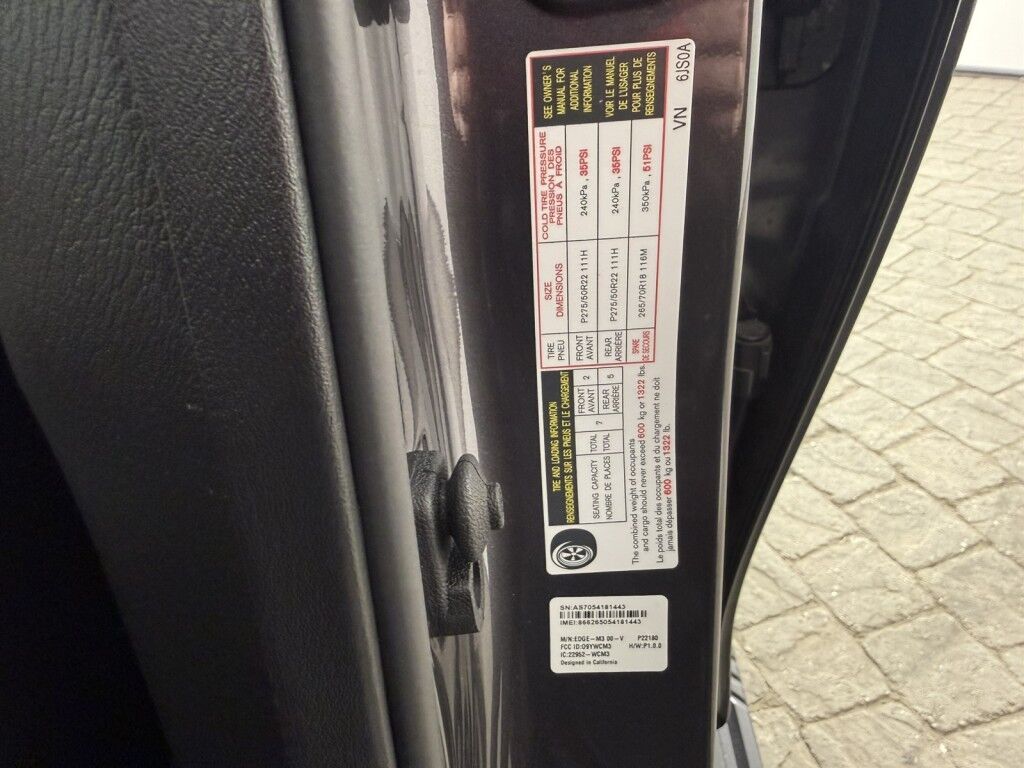 TIRE AND LOADING INFORMATION
RENSEIGNEMENTS SUR LES PNEUS ET LE CHARGEMENT
SEATING CAPACITY TOTAL 7 FRONT 2 REAR 5
NOMBRE DE PLACES TOTAL AVANT ARRIÈRE
The combined weight of occupants
and cargo should never exceed 600 kg or 1322 lbs.
Le poids total des occupants et du chargement ne doit
jamais dépasser 600 kg ou 1322 lb.
TIRE SIZE COLD TIRE PRESSURE
PNEU DIMENSIONS PRESSION DES
PNEUS À FROID
FRONT P275/50R22 111H 240kPa , 35PSI
AVANT
REAR P275/50R22 111H 240kPa , 35PSI
ARRIÈRE
SPARE 265/70R18 116M 350kPa , 51PSI
DE SECOURS
SEE OWNER'S
MANUAL FOR
ADDITIONAL
INFORMATION
VOIR LE MANUEL
DE L'USAGER
POUR PLUS DE
RENSEIGNEMENTS
VN 6JS0A
SN:AS7054181443
IMEI:866265054181443
M/N:EDGE-M3 00-V P22180
FCC ID:O9YWCM3 H/W:P1.0.0
IC:22952-WCM3
Designed in California